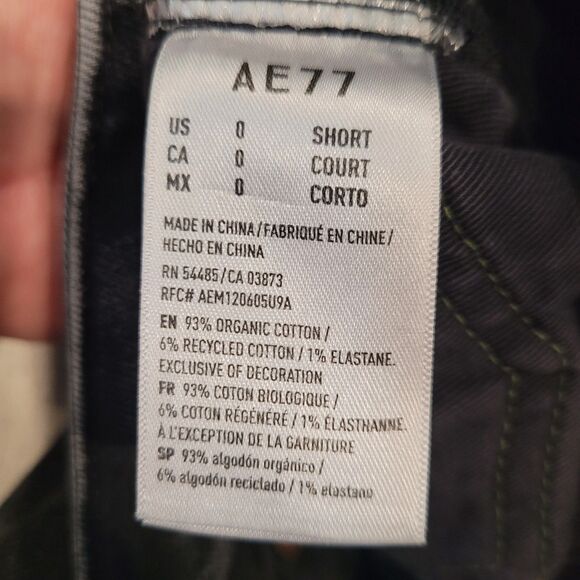 AE77
US 0 SHORT
CA 0 COURT
MX 0 CORTO
MADE IN CHINA/FABRIQUÉ EN CHINE/
HECHO EN CHINA
RN 54485/CA 03873
RFC# AEM120605U9A
EN 93% ORGANIC COTTON/
6% RECYCLED COTTON/1% ELASTANE.
EXCLUSIVE OF DECORATION
FR 93% COTON BIOLOGIQUE/
6% COTON RÉGÉNÉRÉ/1% ÉLASTHANNE.
À L'EXCEPTION DE LA GARNITURE
SP 93% algodón orgánico/
6% algodón reciclado/1% elastano